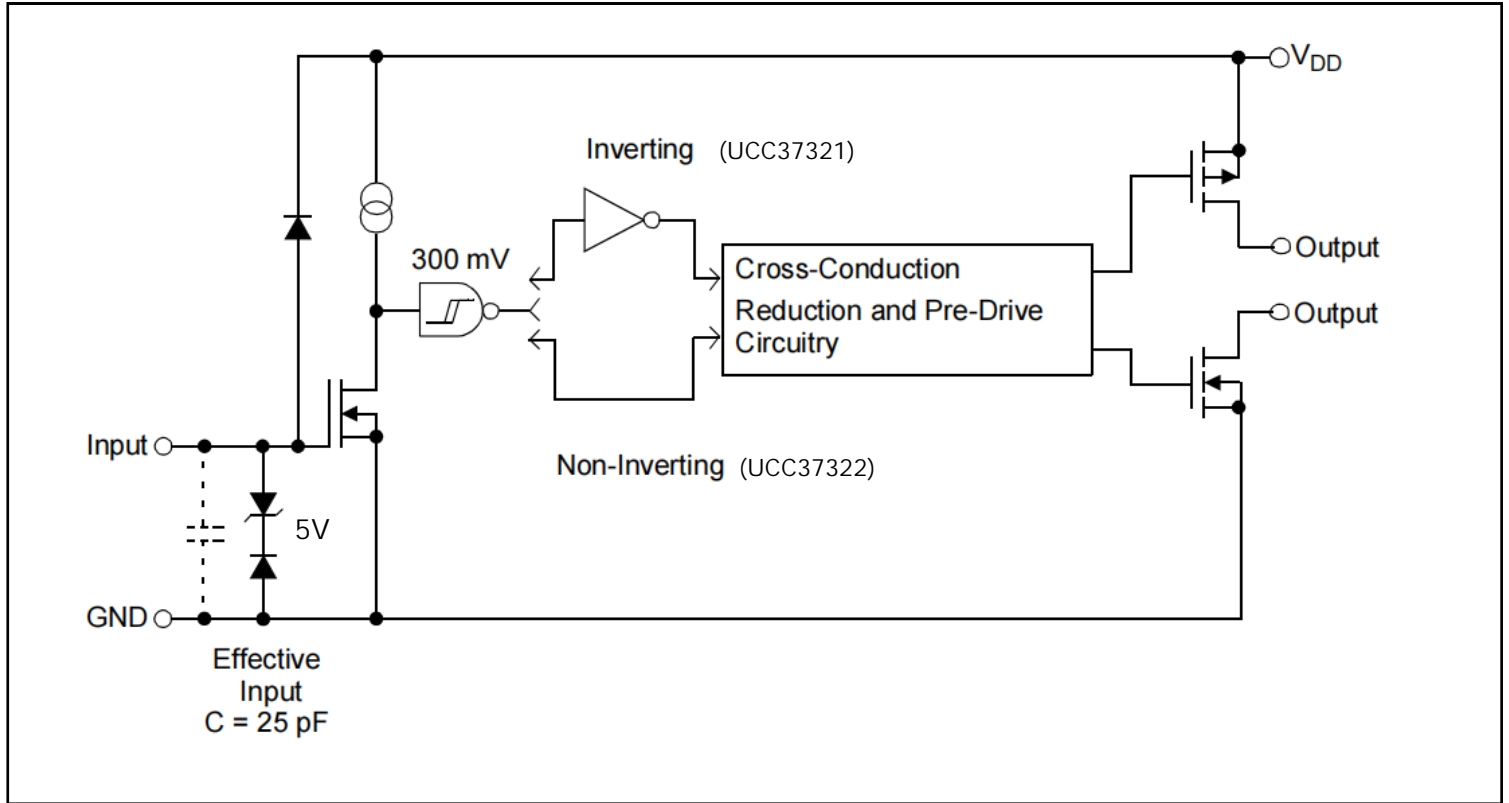 V_DD
Inverting (UCC37321)
300 mV
Cross-Conduction
Reduction and Pre-Drive
Circuitry
Output
Output
Input
Non-Inverting (UCC37322)
5V
GND
Effective
Input
C = 25 pF